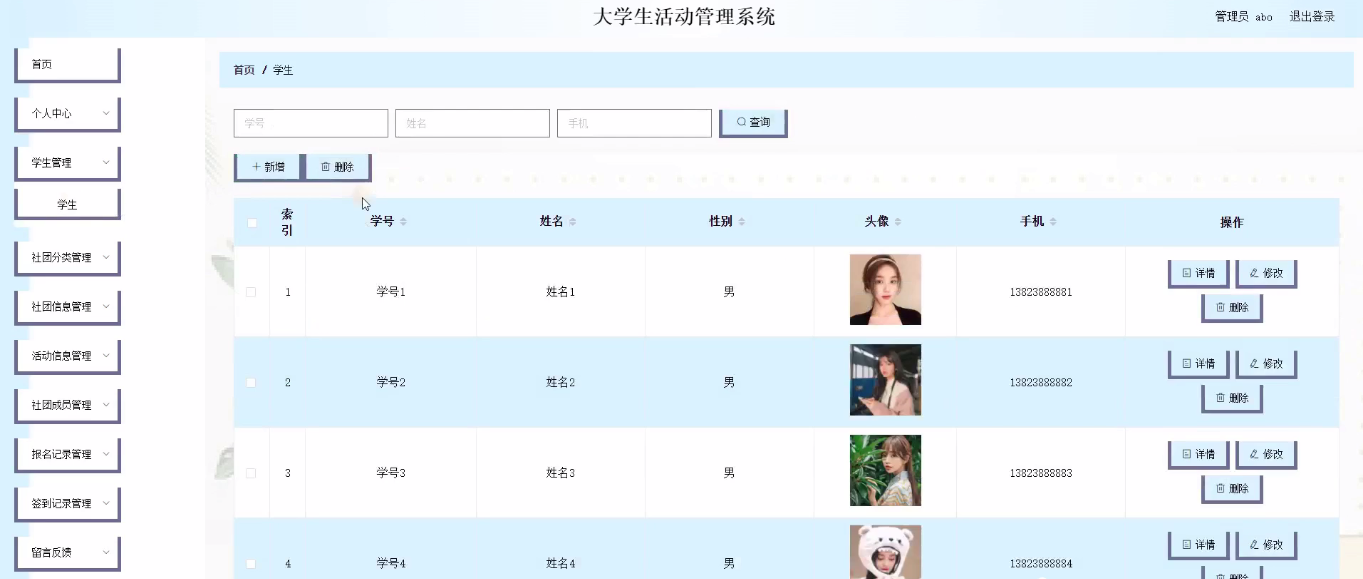 大学生活动管理系统
管理员 abo 退出登录
首页
个人中心
学生管理
学生
社团分类管理
社团信息管理
活动信息管理
社团成员管理
报名记录管理
签到记录管理
留言反馈
首页 / 学生
学号 姓名 手机 查询
新增 删除
索引 学号 姓名 性别 头像 手机 操作
1 学号1 姓名1 男 13823888881 详情 修改
删除
2 学号2 姓名2 男 13823888882 详情 修改
删除
3 学号3 姓名3 男 13823888883 详情 修改
删除
4 学号4 姓名4 男 13823888884 详情 修改
删除